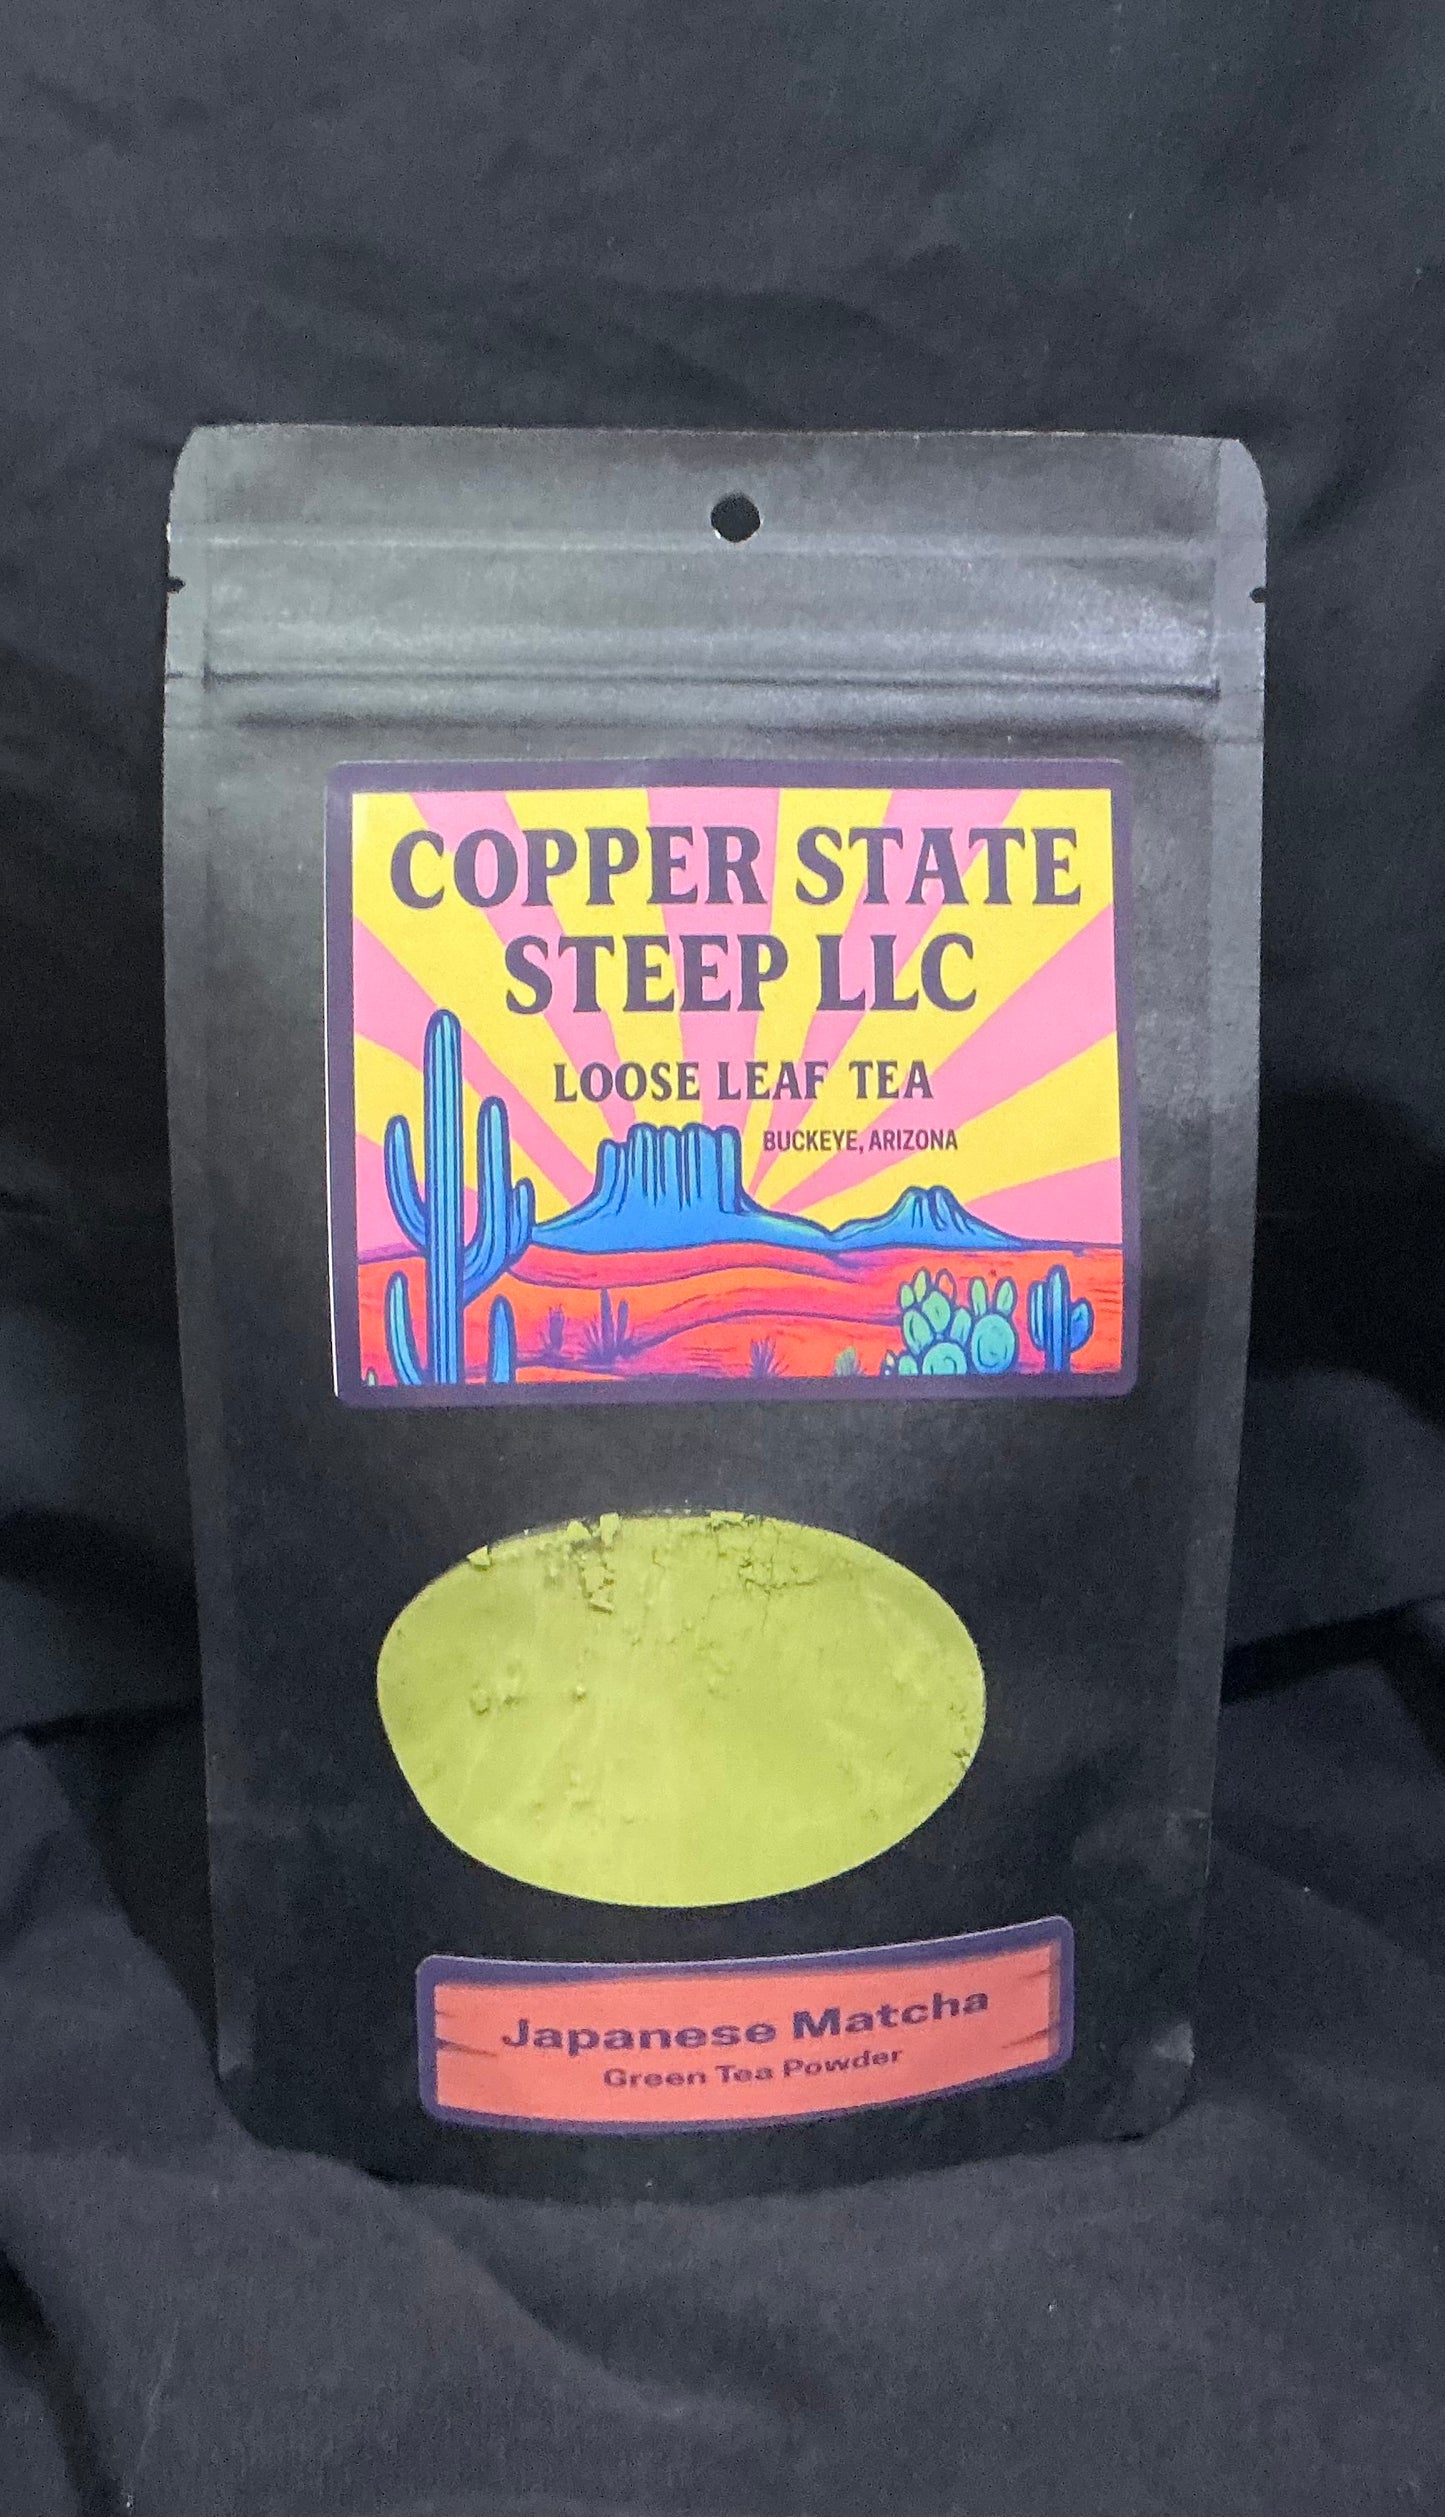 COPPER STATE
STEEP LLC
LOOSE LEAF TEA
BUCKEYE, ARIZONA
Japanese Matcha
Green Tea Powder